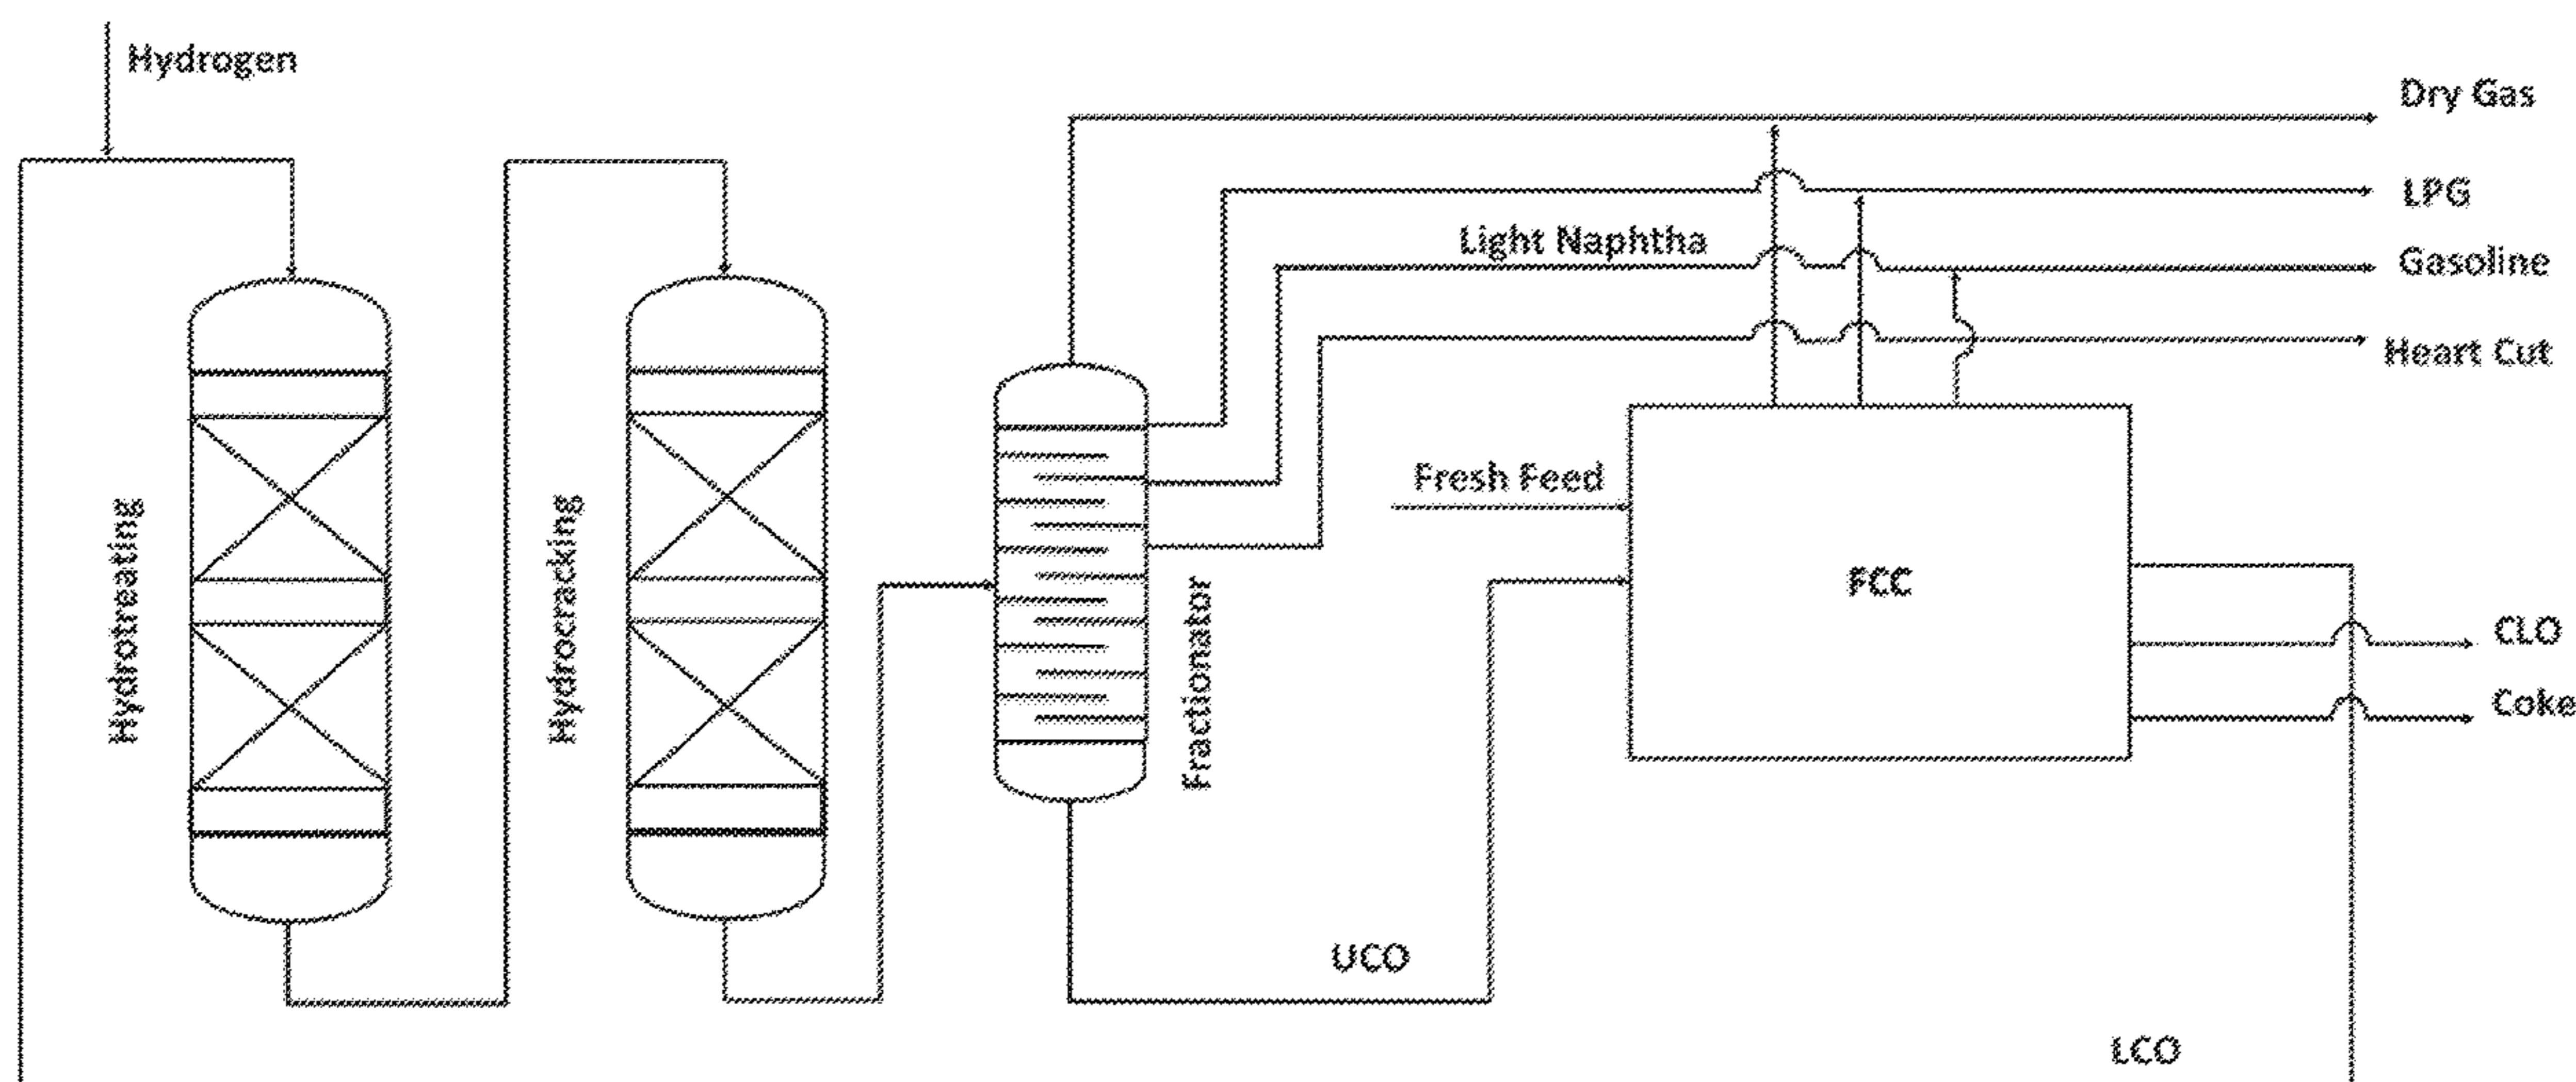 Hydrogen
Dry Gas
LPG
Light Naphtha
Gasoline
Heart Cut
Fresh Feed
Hydrotreating
Hydrocracking
Fractionator
FCC
CLO
Coke
UCO
LCO